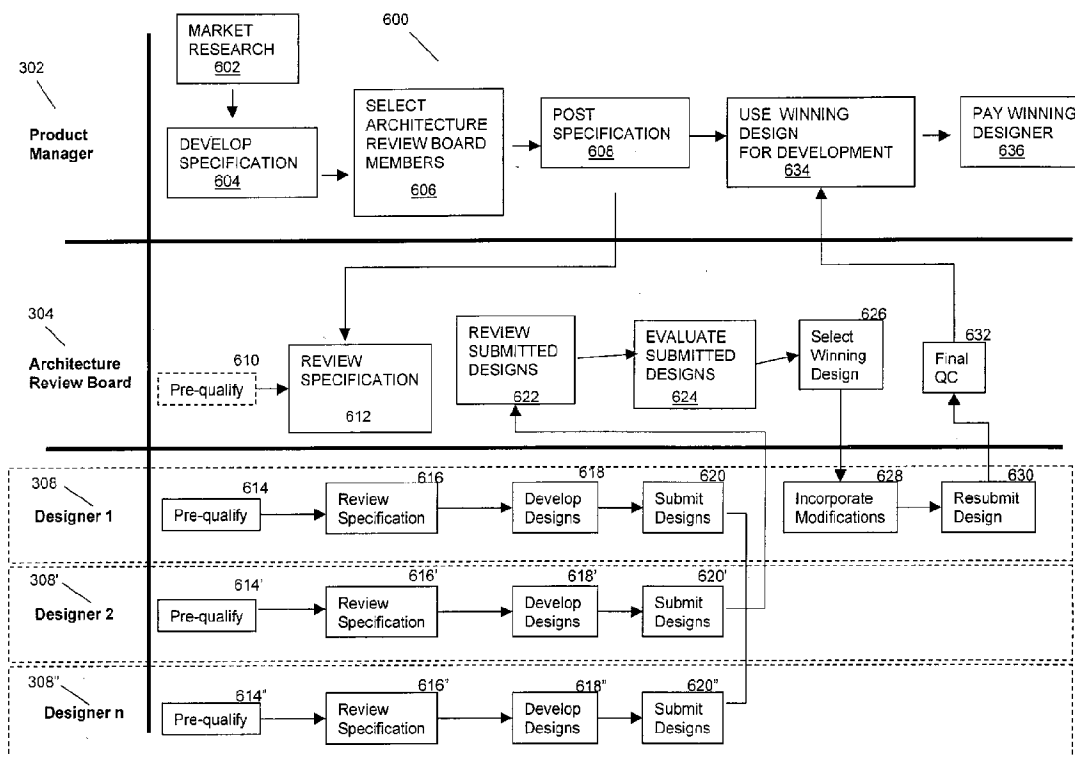 600
MARKET
RESEARCH
602
302
Product
Manager
DEVELOP
SPECIFICATION
604
SELECT
ARCHITECTURE
REVIEW BOARD
MEMBERS
606
POST
SPECIFICATION
608
USE WINNING
DESIGN
FOR DEVELOPMENT
634
PAY WINNING
DESIGNER
636
304
Architecture
Review Board
610
Pre-qualify
REVIEW
SPECIFICATION
612
REVIEW
SUBMITTED
DESIGNS
622
EVALUATE
SUBMITTED
DESIGNS
624
626
Select
Winning
Design
632
Final
QC
308
Designer 1
614
Pre-qualify
616
Review
Specification
618
Develop
Designs
620
Submit
Designs
628
Incorporate
Modifications
630
Resubmit
Design
308'
Designer 2
614'
Pre-qualify
616'
Review
Specification
618'
Develop
Designs
620'
Submit
Designs
308"
Designer n
614"
Pre-qualify
616"
Review
Specification
618"
Develop
Designs
620"
Submit
Designs